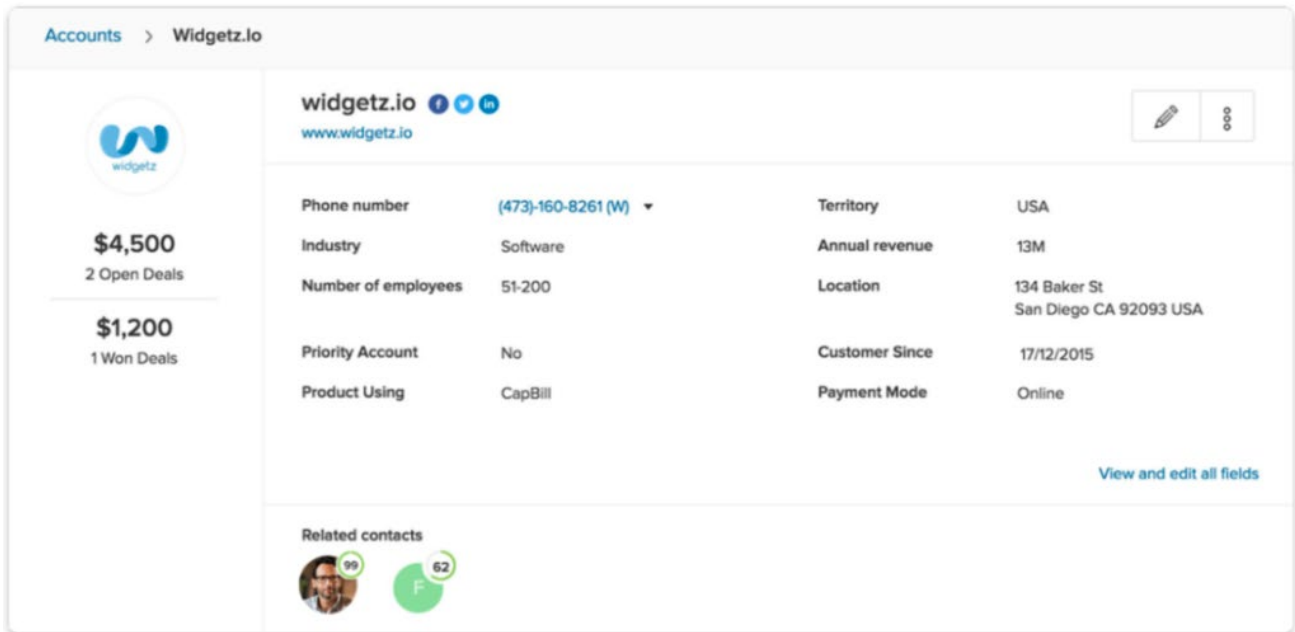 Accounts > Widgetz.Io
widgetz
$4,500
2 Open Deals
$1,200
1 Won Deals
widgetz.io f in
www.widgetz.io
Phone number (473)-160-8261 (W)
Territory USA
Industry Software
Annual revenue 13M
Number of employees 51-200
Location 134 Baker St
San Diego CA 92093 USA
Priority Account No
Customer Since 17/12/2015
Product Using CapBill
Payment Mode Online
View and edit all fields
Related contacts
99
F 62